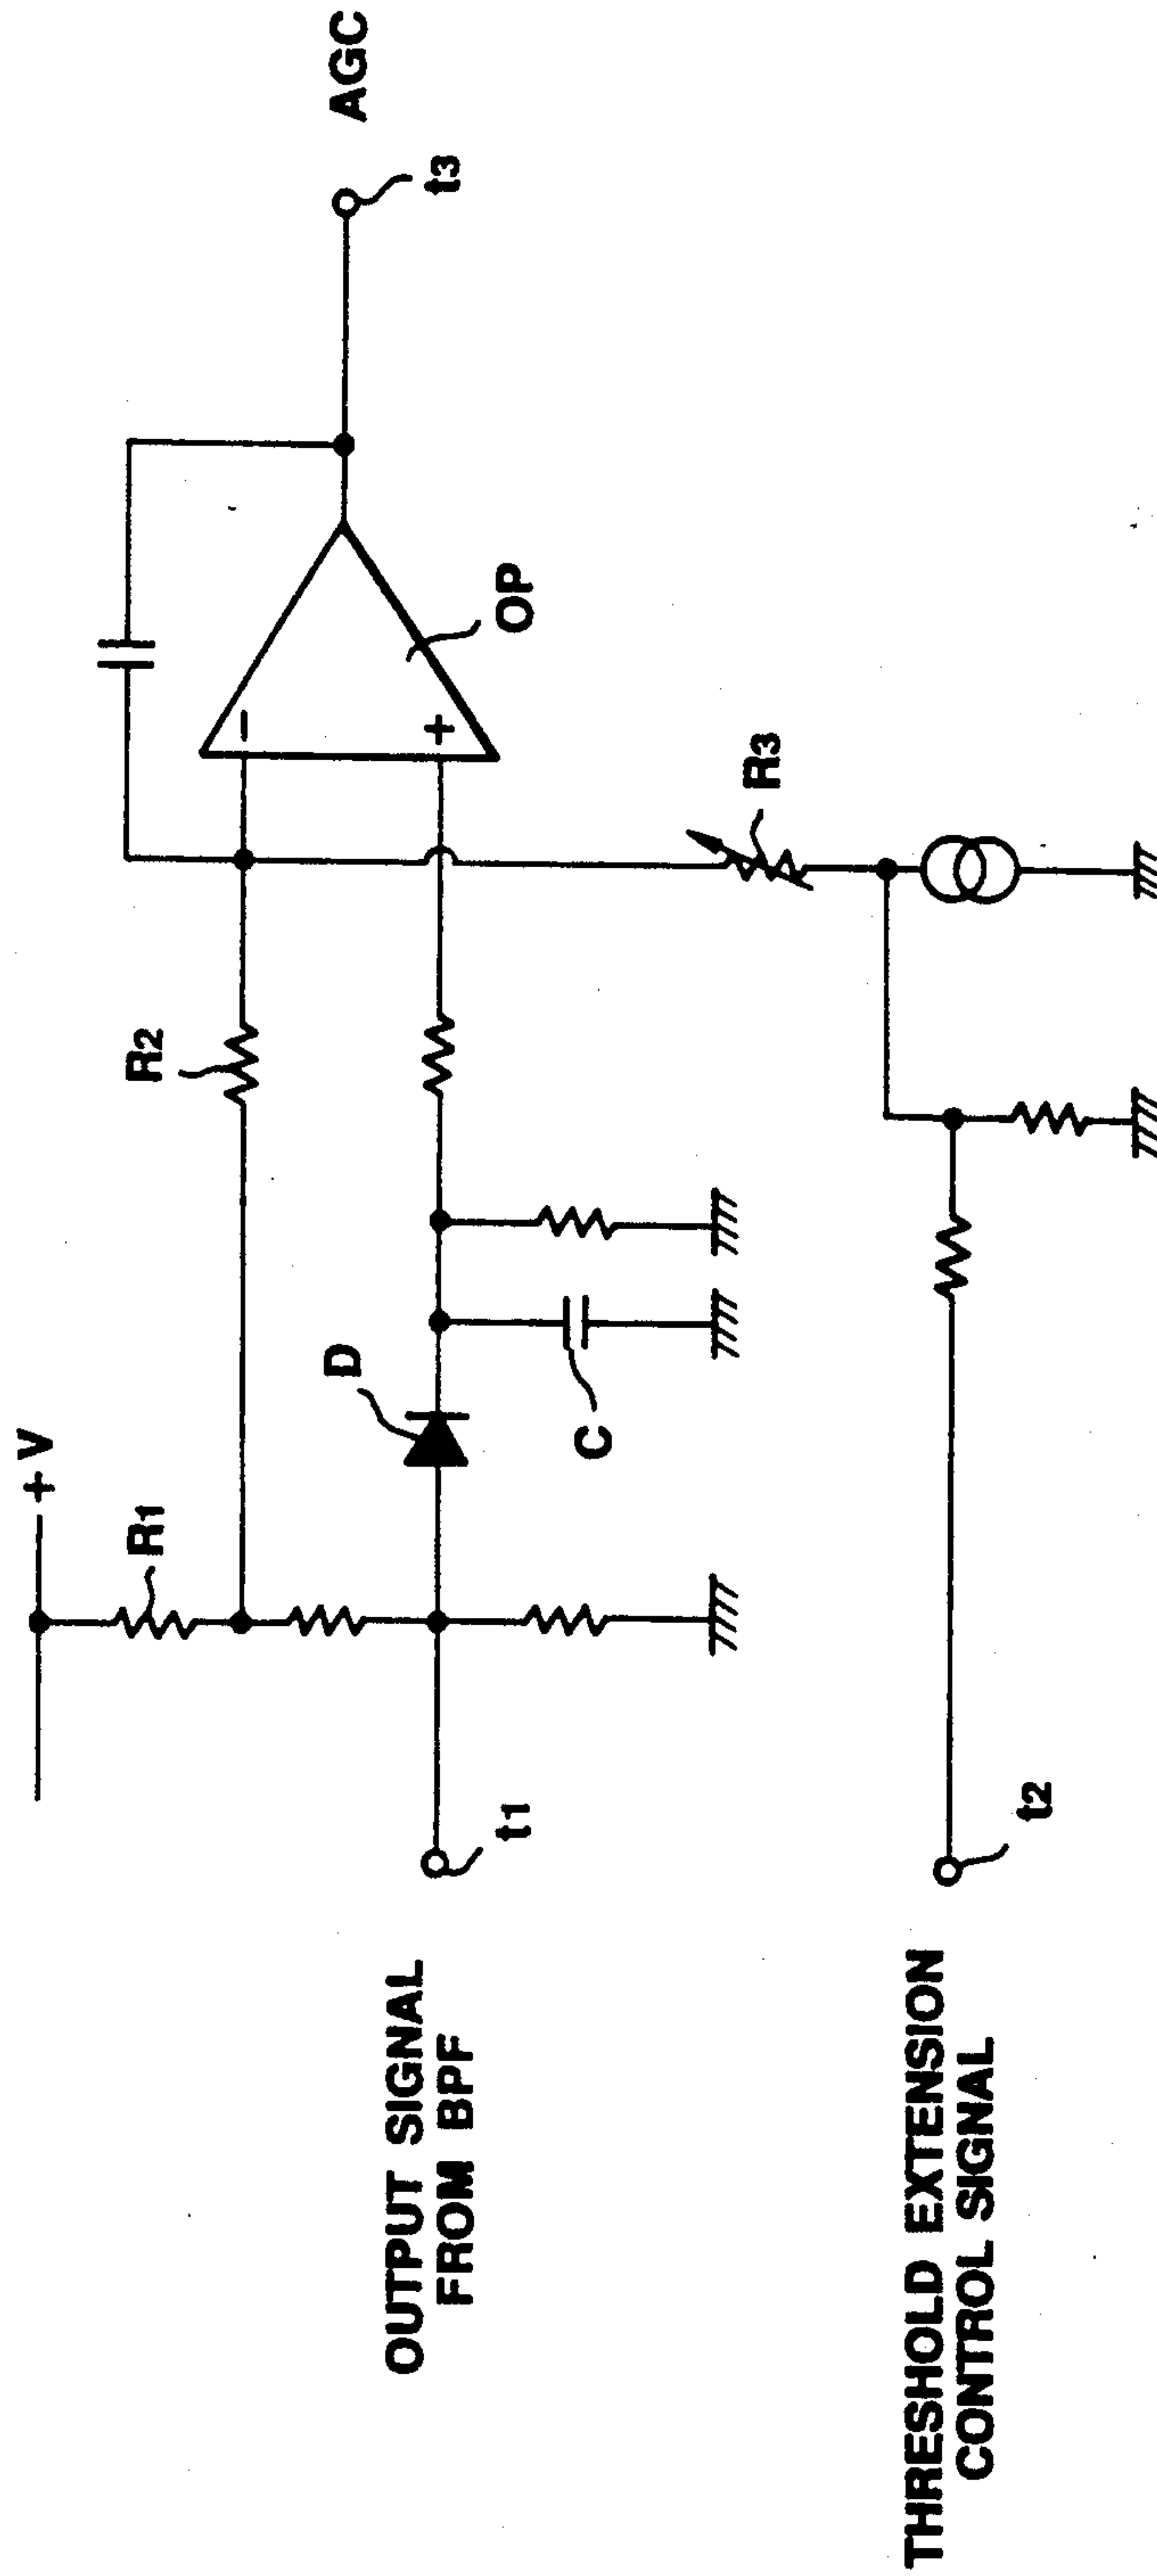 + V
R1
R2
D
C
OP
−
+
AGC
t3
OUTPUT SIGNAL
FROM BPF
t1
R3
THRESHOLD EXTENSION
CONTROL SIGNAL
t2